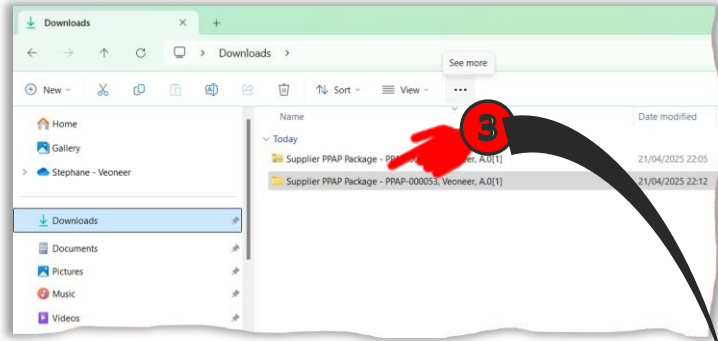 Downloads
Downloads
See more
New
Sort
View
Name
Date modified
Home
Gallery
Stephane - Veoneer
Downloads
Documents
Pictures
Music
Videos
Today
Supplier PPAP Package - eer, A.0[1]
21/04/2025 22:05
Supplier PPAP Package - PPAP-000053, Veoneer, A.0[1]
21/04/2025 22:12
3